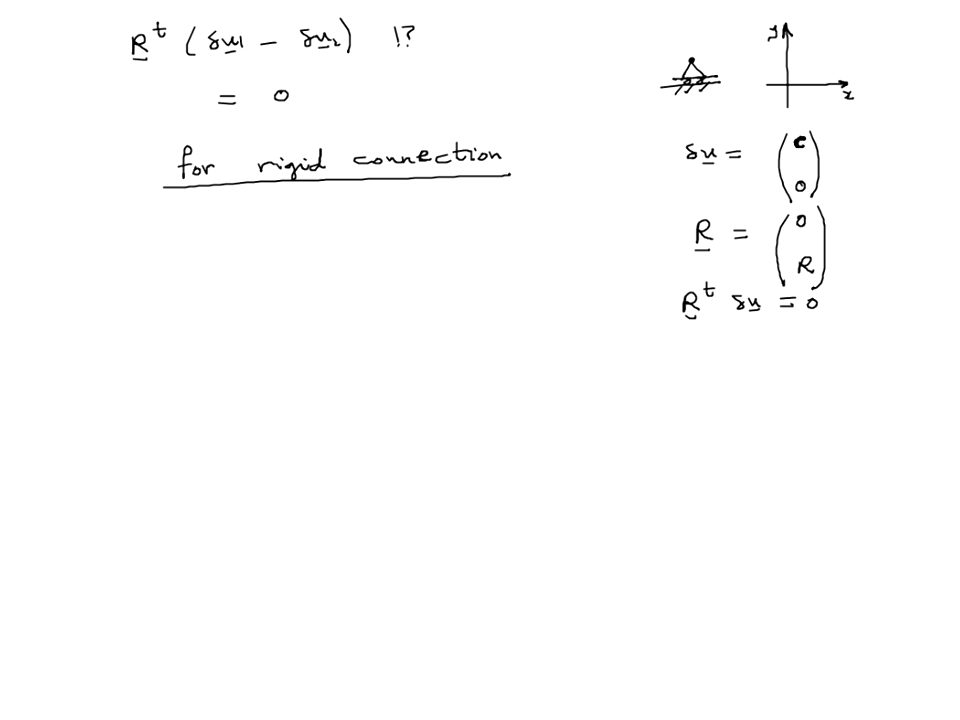 R^t ( δu1 - δu2 ) !?
= 0
for rigid connection
y
x
δu = ( c 0 )
R = ( 0 R )
R^t δu = 0